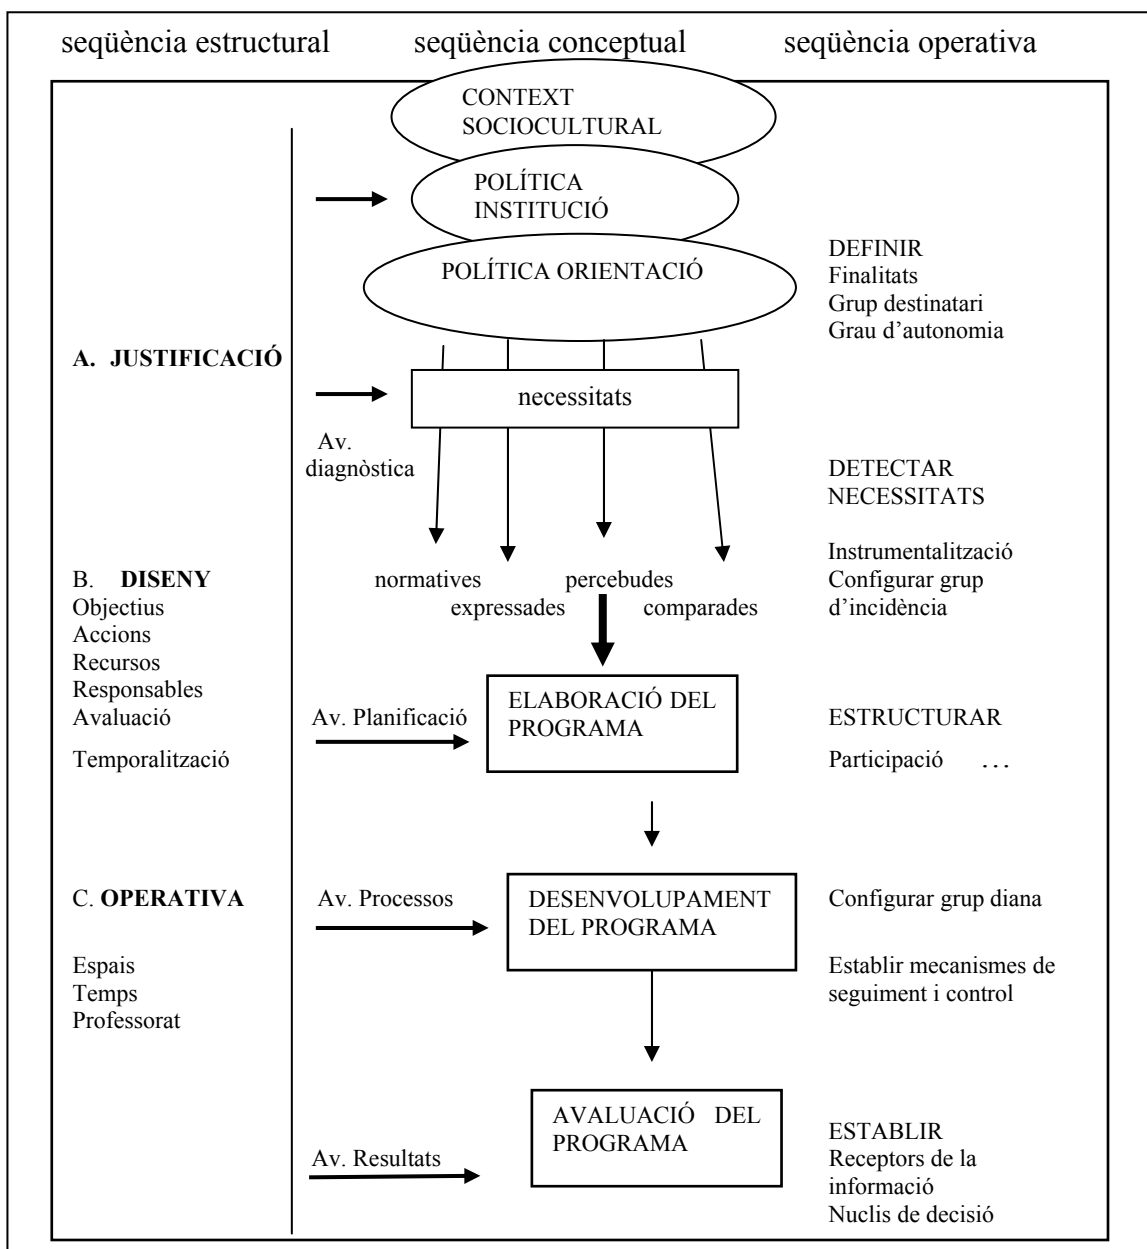 seqüència estructural
seqüència conceptual
seqüència operativa
CONTEXT
SOCIOCULTURAL
POLÍTICA
INSTITUCIÓ
POLÍTICA ORIENTACIÓ
DEFINIR
Finalitats
Grup destinatari
Grau d’autonomia
A. JUSTIFICACIÓ
necessitats
Av.
diagnòstica
DETECTAR
NECESSITATS
Instrumentalització
Configurar grup
d’incidència
B. DISENY
Objectius
Accions
Recursos
Responsables
Avaluació
Temporalització
normatives
expressades
percebudes
comparades
Av. Planificació
ELABORACIÓ DEL
PROGRAMA
ESTRUCTURAR
Participació …
C. OPERATIVA
Espais
Temps
Professorat
Av. Processos
DESENVOLUPAMENT
DEL PROGRAMA
Configurar grup diana
Establir mecanismes de
seguiment i control
Av. Resultats
AVALUACIÓ DEL
PROGRAMA
ESTABLIR
Receptors de la
informació
Nuclis de decisió